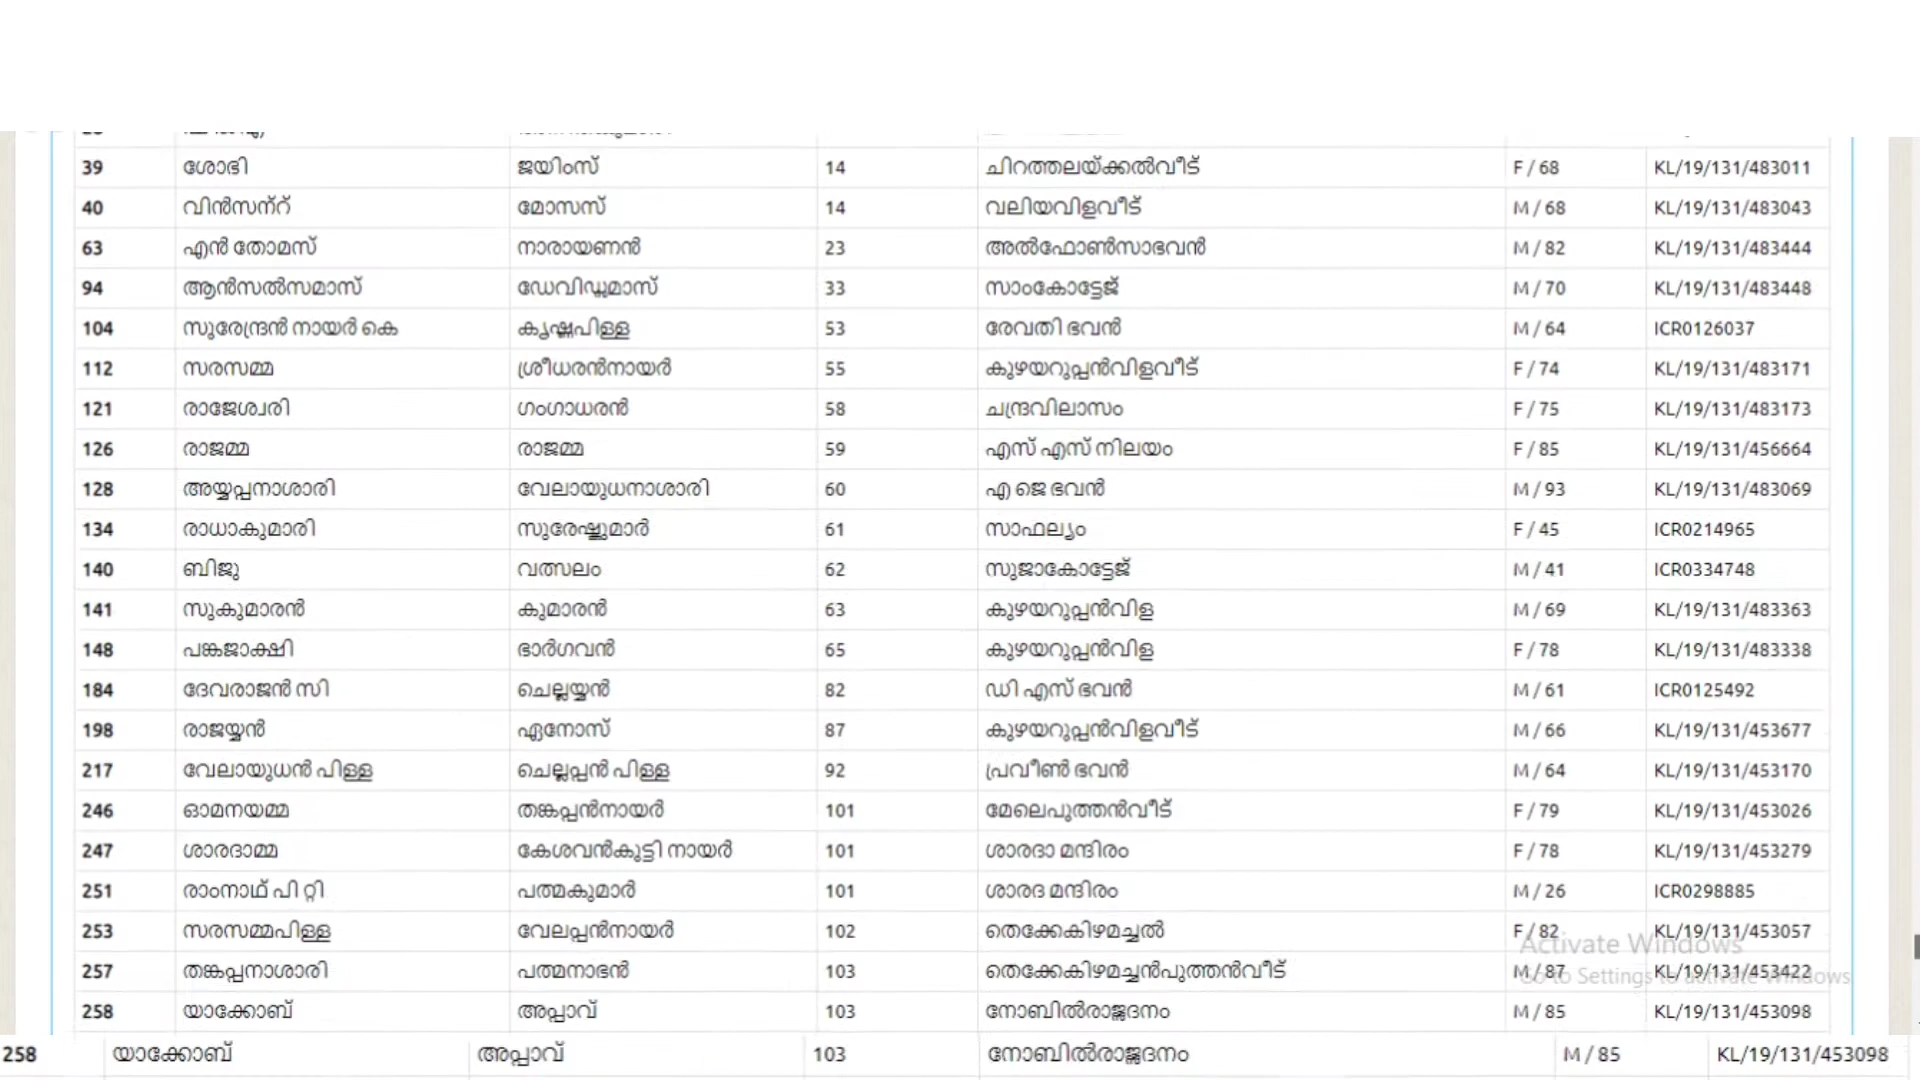 39 ശോഭി ജയിംസ് 14 ചിറത്തലയ്ക്കൽവീട് F / 68 KL/19/131/483011
40 വിൻസന്റ് മോസസ് 14 വലിയവിളവീട് M / 68 KL/19/131/483043
63 എൻ തോമസ് നാരായണൻ 23 അൽഫോൺസാഭവൻ M / 82 KL/19/131/483444
94 ആൻസൽസമാസ് ഡേവിഡ്ഢമാസ് 33 സാംകോട്ടേജ് M / 70 KL/19/131/483448
104 സുരേന്ദ്രൻ നായർ കെ കൃഷ്ണപിള്ള 53 രേവതി ഭവൻ M / 64 ICR0126037
112 സരസമ്മ ശ്രീധരൻനായർ 55 കുഴയറുപ്പൻവിളവീട് F / 74 KL/19/131/483171
121 രാജേശ്വരി ഗംഗാധരൻ 58 ചന്ദ്രവിലാസം F / 75 KL/19/131/483173
126 രാജമ്മ രാജമ്മ 59 എസ് എസ് നിലയം F / 85 KL/19/131/456664
128 അയ്യപ്പനാശാരി വേലായുധനാശാരി 60 എ ജെ ഭവൻ M / 93 KL/19/131/483069
134 രാധാകുമാരി സുരേഷ്കുമാർ 61 സാഫല്യം F / 45 ICR0214965
140 ബിജു വത്സലം 62 സുജാകോട്ടേജ് M / 41 ICR0334748
141 സുകുമാരൻ കുമാരൻ 63 കുഴയറുപ്പൻവിള M / 69 KL/19/131/483363
148 പങ്കജാക്ഷി ഭാർഗവൻ 65 കുഴയറുപ്പൻവിള F / 78 KL/19/131/483338
184 ദേവരാജൻ സി ചെല്ലയ്യൻ 82 ഡി എസ് ഭവൻ M / 61 ICR0125492
198 രാജയ്യൻ ഏനോസ് 87 കുഴയറുപ്പൻവിളവീട് M / 66 KL/19/131/453677
217 വേലായുധൻ പിള്ള ചെല്ലപ്പൻ പിള്ള 92 പ്രവീൺ ഭവൻ M / 64 KL/19/131/453170
246 ഓമനയമ്മ തങ്കപ്പൻനായർ 101 മേലെപുത്തൻവീട് F / 79 KL/19/131/453026
247 ശാരദാമ്മ കേശവൻകുട്ടി നായർ 101 ശാരദാ മന്ദിരം F / 78 KL/19/131/453279
251 രാംനാഥ് പി റ്റി പത്മകുമാർ 101 ശാരദ മന്ദിരം M / 26 ICR0298885
253 സരസമ്മപിള്ള വേലപ്പൻനായർ 102 തെക്കേകിഴമച്ചൽ F / 82 KL/19/131/453057
Activate Windows
257 തങ്കപ്പനാശാരി പത്മനാഭൻ 103 തെക്കേകിഴമച്ചൻപുത്തൻവീട് M / 87 KL/19/131/453422
Go to Settings to activate Windows
258 യാക്കോബ് അപ്പാവ് 103 M / 85 KL/19/131/453098
258 യാക്കോബ് അപ്പാവ് 103 M / 85 KL/19/131/453098